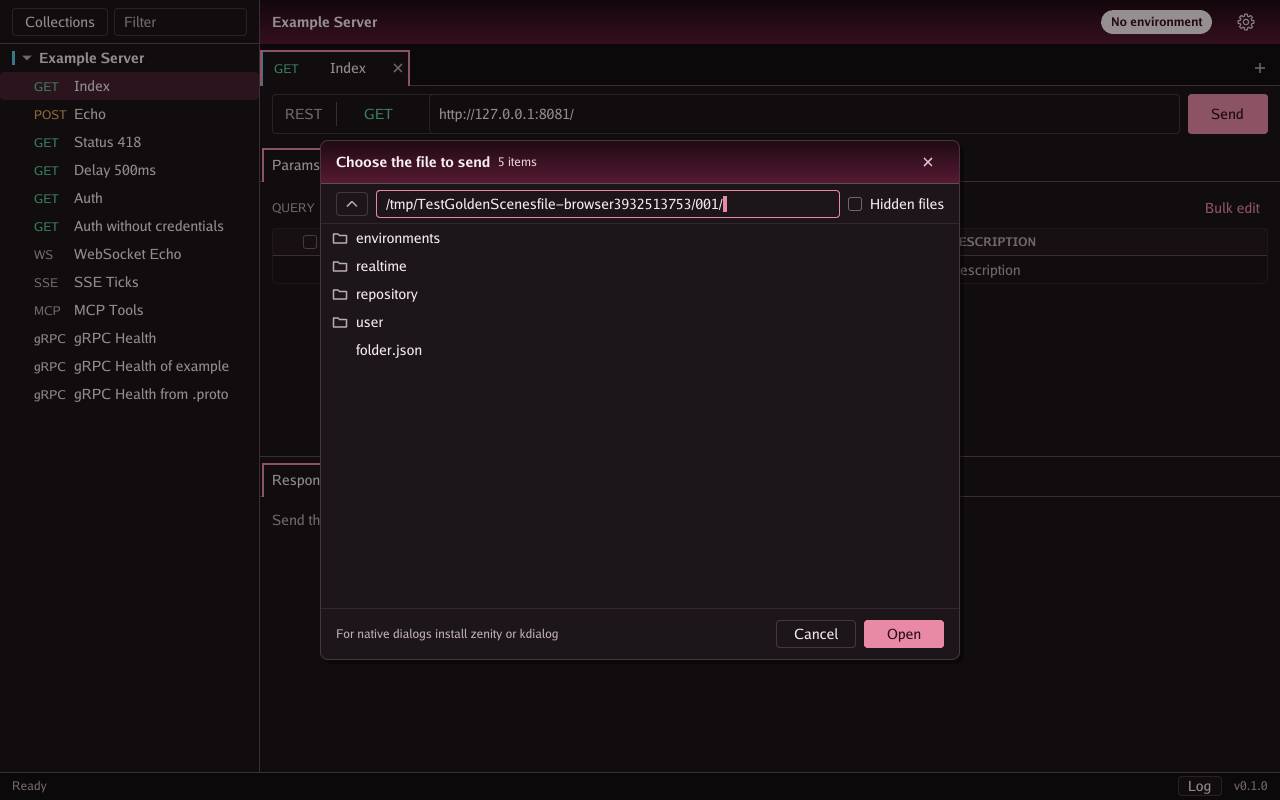 Collections
Filter
Example Server
No environment
Example Server
GET Index
POST Echo
GET Status 418
GET Delay 500ms
GET Auth
GET Auth without credentials
WS WebSocket Echo
SSE SSE Ticks
MCP MCP Tools
gRPC gRPC Health
gRPC gRPC Health of example
gRPC gRPC Health from .proto
GET Index
REST GET http://127.0.0.1:8081/ Send
Params
QUERY
Bulk edit
ESCRIPTION
escription
Choose the file to send 5 items
/tmp/TestGoldenScenesfile-browser3932513753/001/
Hidden files
environments
realtime
repository
user
folder.json
For native dialogs install zenity or kdialog
Cancel
Open
Respon
Send th
Ready
Log
v0.1.0